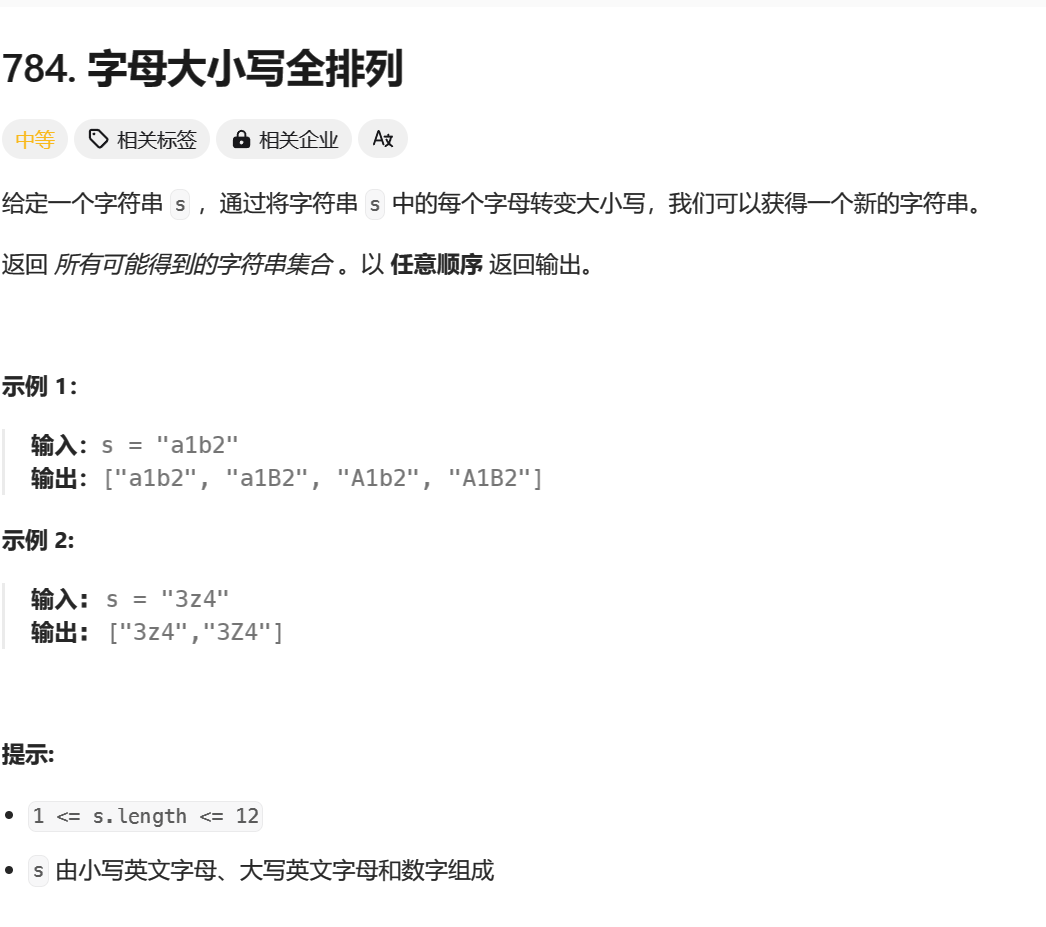 784. 字母大小写全排列
中等 相关标签 相关企业 A文
给定一个字符串 s ，通过将字符串 s 中的每个字母转变大小写，我们可以获得一个新的字符串。
返回 所有可能得到的字符串集合 。以 任意顺序 返回输出。
示例 1：
输入：s = "a1b2"
输出：["a1b2", "a1B2", "A1b2", "A1B2"]
示例 2:
输入: s = "3z4"
输出: ["3z4","3Z4"]
提示:
• 1 <= s.length <= 12
• s 由小写英文字母、大写英文字母和数字组成